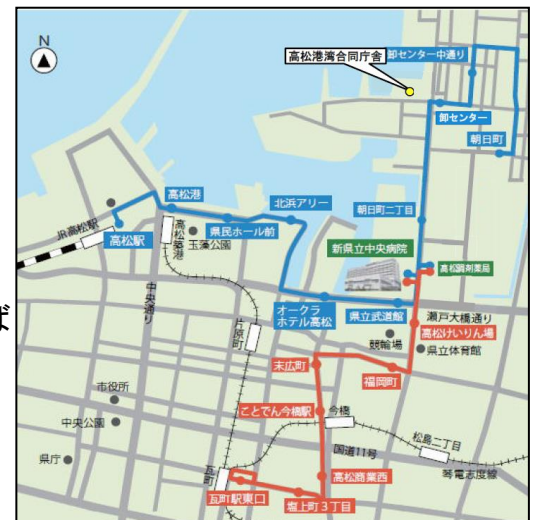 N
高松港湾合同庁舎
卸センター中通り
卸センター
朝日町
高松港
北浜アリー
朝日町二丁目
JR高松駅
高松駅
高松築港
県民ホール前
玉藻公園
新県立中央病院
高松調剤薬局
中央通り
片原町
オークラ
ホテル高松
県立武道館
瀬戸大橋通り
高松けいりん場
競輪場
県立体育館
末広町
福岡町
市役所
ことでん今橋駅
今橋
中央公園
松島二丁目
国道11号
県庁
瓦町
高松商業西
琴電志度線
瓦町駅東口
塩上町3丁目
ば